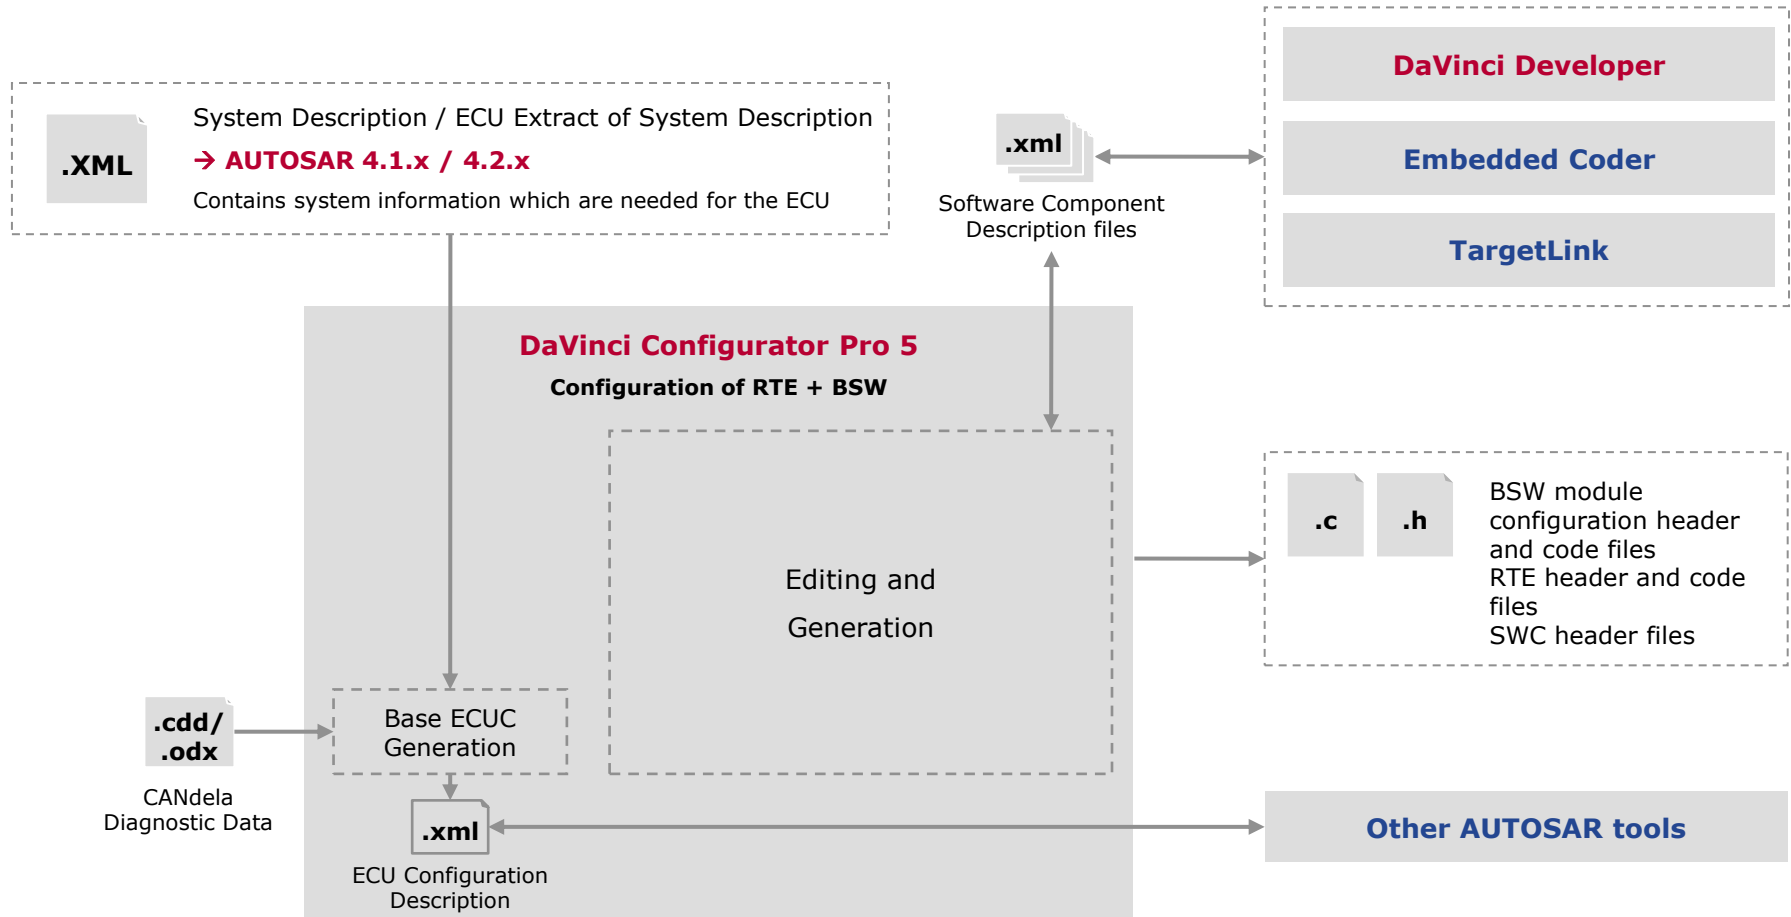 .XML
System Description / ECU Extract of System Description
→ AUTOSAR 4.1.x / 4.2.x
Contains system information which are needed for the ECU
.xml
Software Component
Description files
DaVinci Developer
Embedded Coder
TargetLink
DaVinci Configurator Pro 5
Configuration of RTE + BSW
Editing and
Generation
.c
.h
BSW module
configuration header
and code files
RTE header and code
files
SWC header files
.cdd/
.odx
CANdela
Diagnostic Data
Base ECUC
Generation
.xml
ECU Configuration
Description
Other AUTOSAR tools